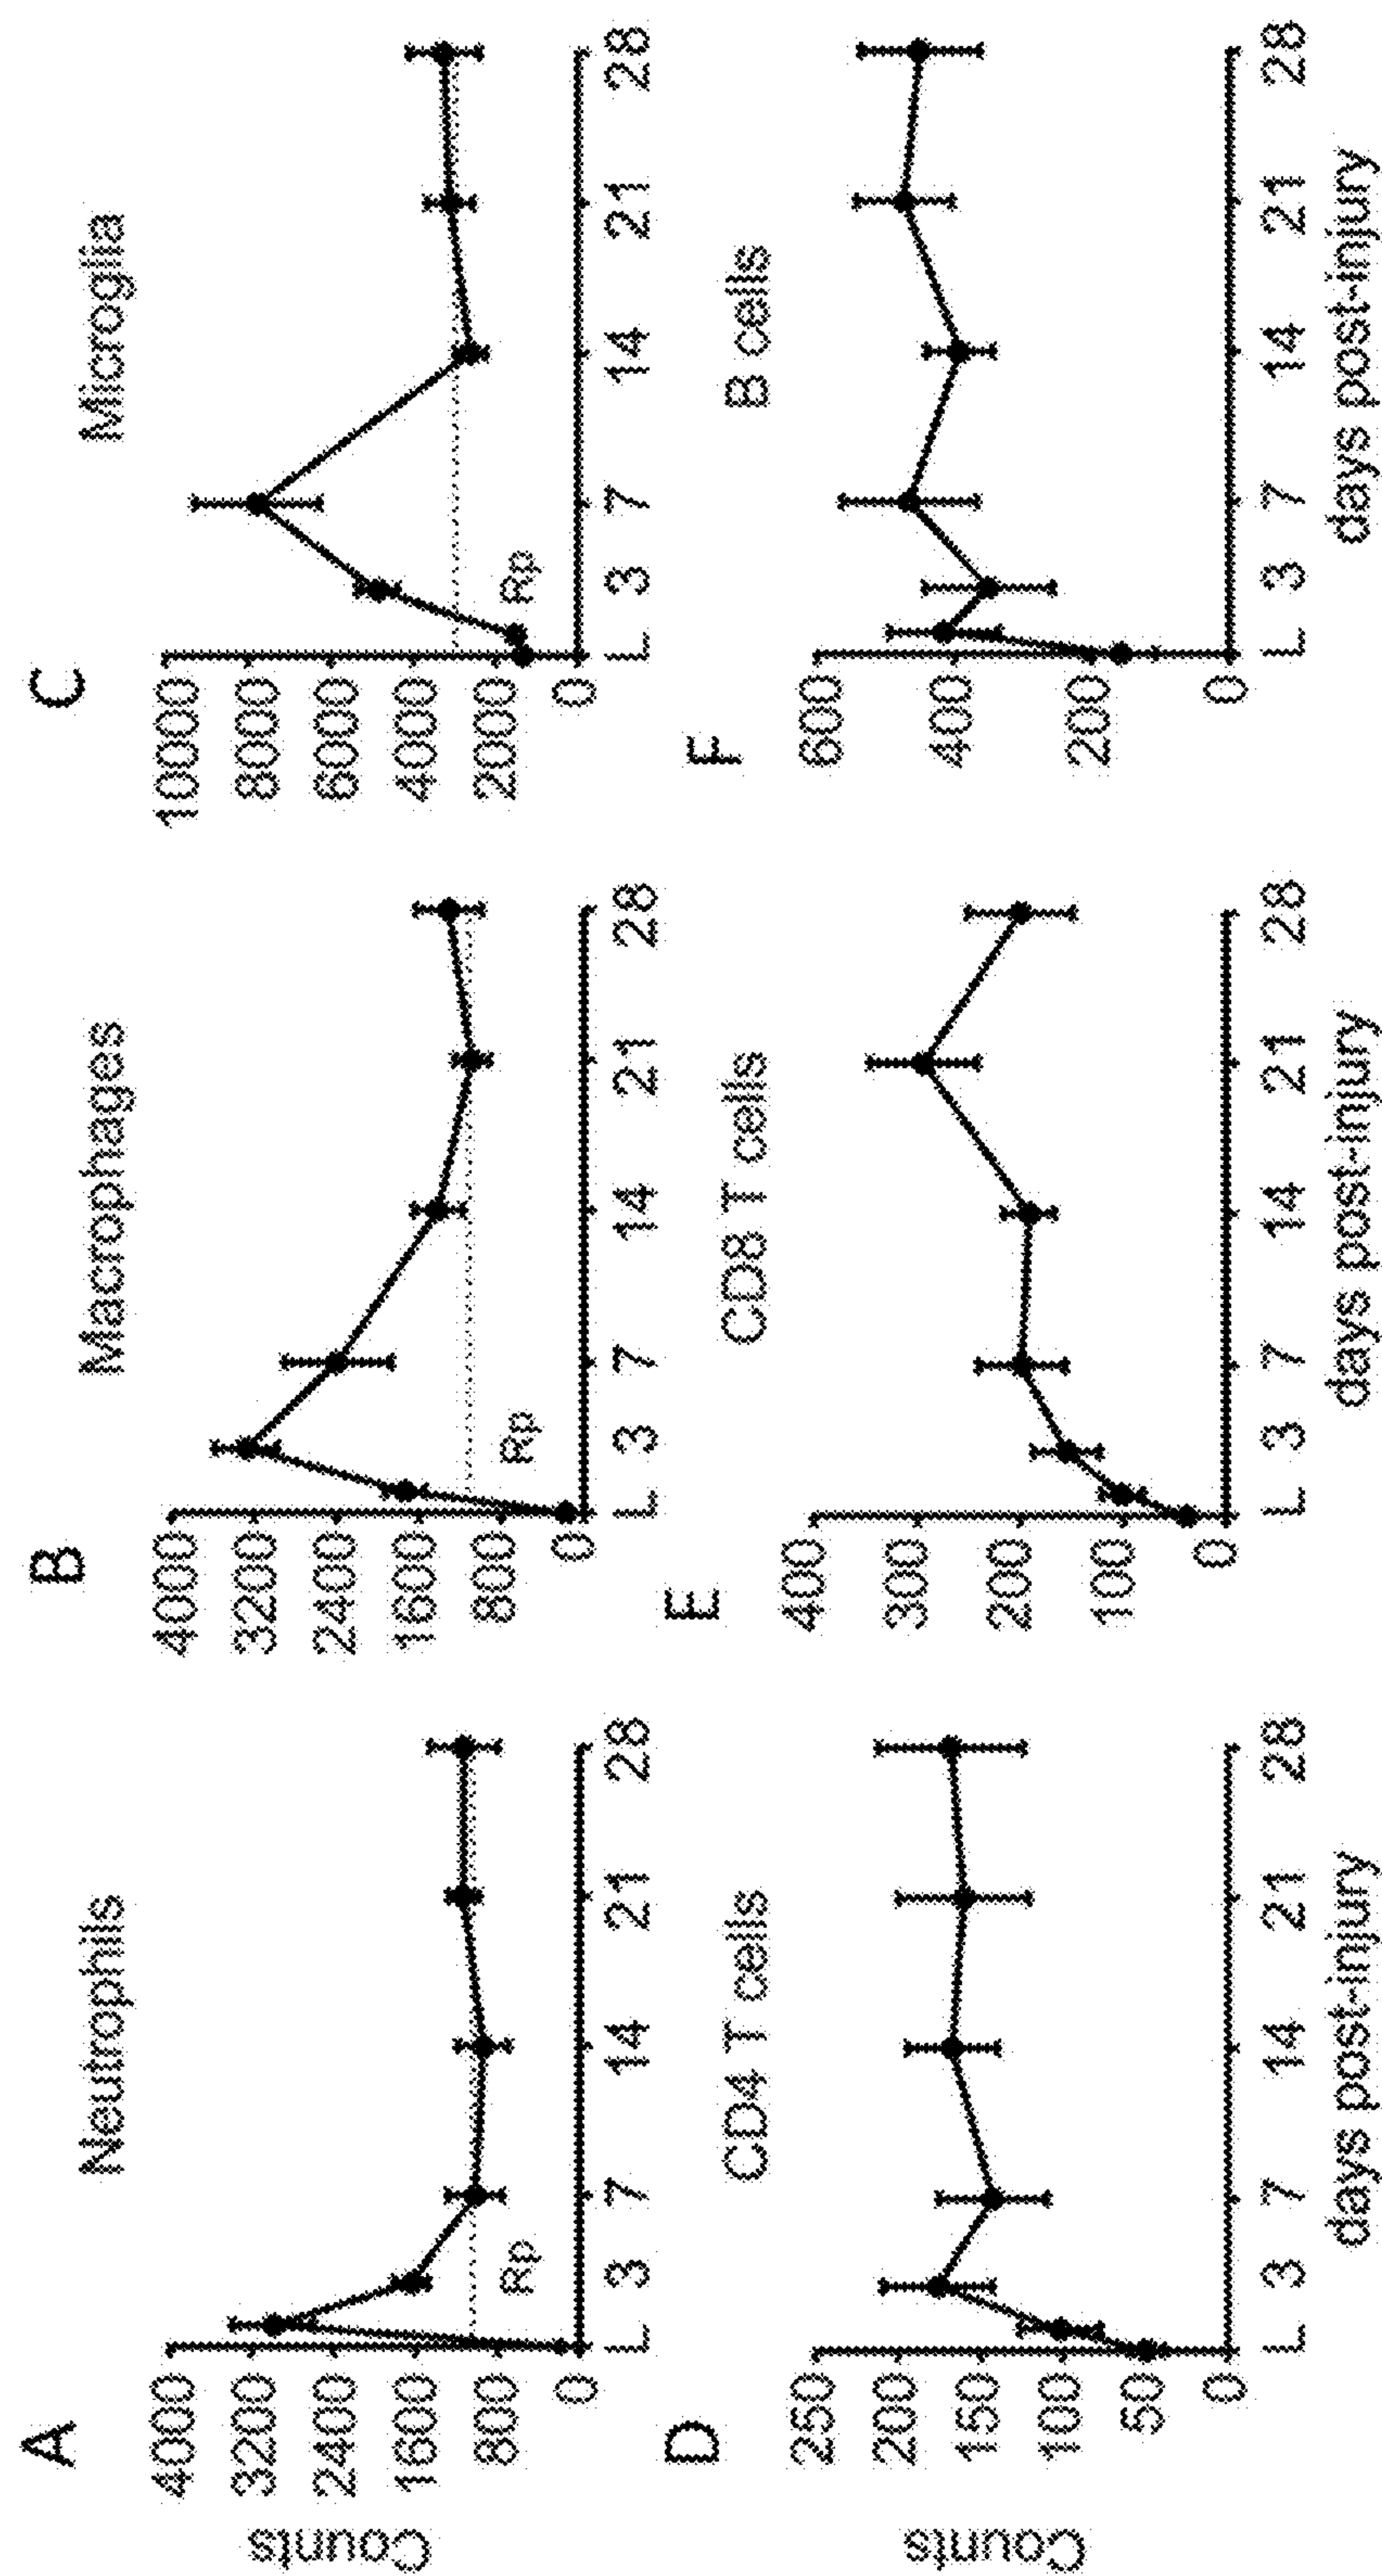 A
Neutrophils
Counts
4000
3200
2400
1600
800
0
Rp
L 3 7 14 21 28
B
Macrophages
4000
3200
2400
1600
800
0
Rp
L 3 7 14 21 28
C
Microglia
10000
8000
6000
4000
2000
0
Rp
L 3 7 14 21 28
D
CD4 T cells
Counts
250
200
150
100
50
0
L 3 7 14 21 28
days post-injury
E
CD8 T cells
400
300
200
100
0
L 3 7 14 21 28
days post-injury
F
B cells
600
400
200
0
L 3 7 14 21 28
days post-injury